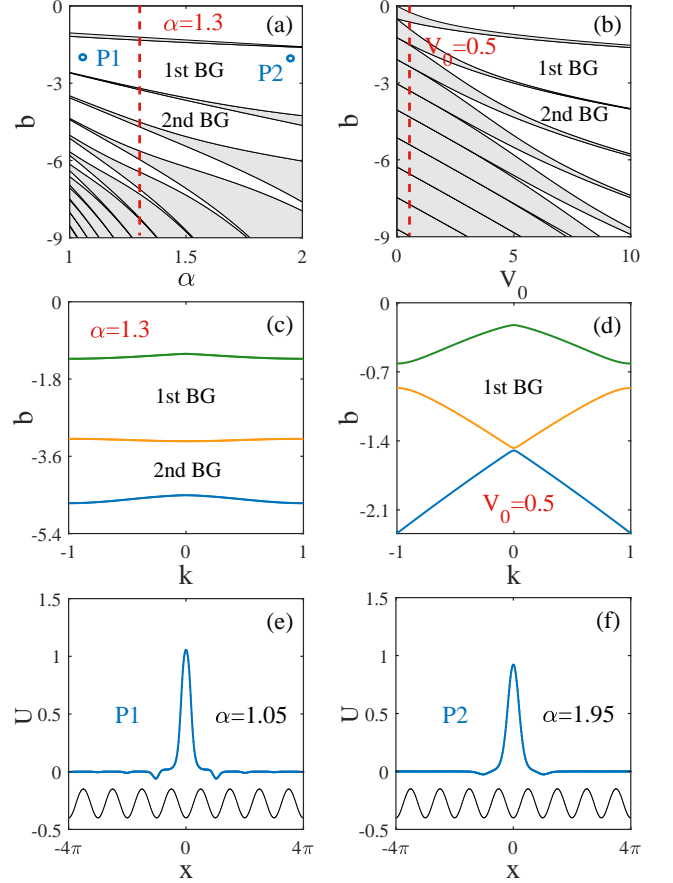 0
-3
-6
-9
b
1
1.5
2
α
(a)
α=1.3
P1
P2
1st BG
2nd BG
0
-3
-6
-9
b
0
5
10
V_0
(b)
V_0=0.5
1st BG
2nd BG
0
-1.8
-3.6
-5.4
b
-1
0
1
k
(c)
α=1.3
1st BG
2nd BG
0
-0.7
-1.4
-2.1
b
-1
0
1
k
(d)
1st BG
V_0=0.5
1.5
1
0.5
0
-0.5
U
-4π
0
4π
x
(e)
P1
α=1.05
1.5
1
0.5
0
-0.5
U
-4π
0
4π
x
(f)
P2
α=1.95